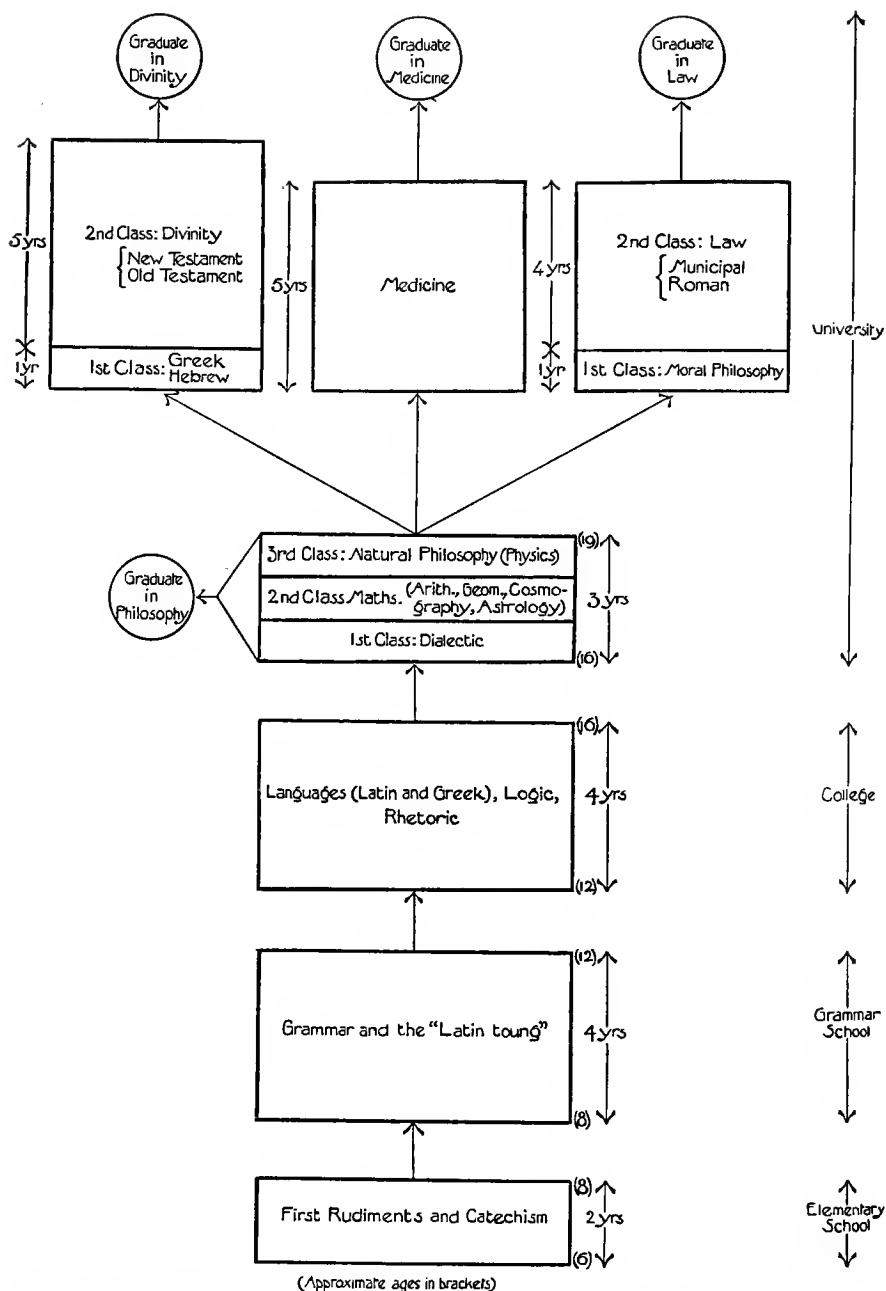 Graduate
in
Divinity
Graduate
in
Medicine
Graduate
in
Law
5 yrs
2nd Class: Divinity
New Testament
Old Testament
5 yrs
Medicine
4 yrs
2nd Class: Law
Municipal
Roman
University
1 yr
1st Class: Greek
Hebrew
1 yr
1st Class: Moral Philosophy
Graduate
in
Philosophy
(19)
3rd Class: Natural Philosophy (Physics)
2nd Class Maths. (Arith., Geom., Cosmo-
graphy, Astrology)
3 yrs
1st Class: Dialectic
(16)
(16)
Languages (Latin and Greek), Logic,
Rhetoric
4 yrs
College
(12)
(12)
Grammar and the "Latin toung"
4 yrs
Grammar
School
(8)
(8)
First Rudiments and Catechism
2 yrs
Elementary
School
(6)
(Approximate ages in brackets)